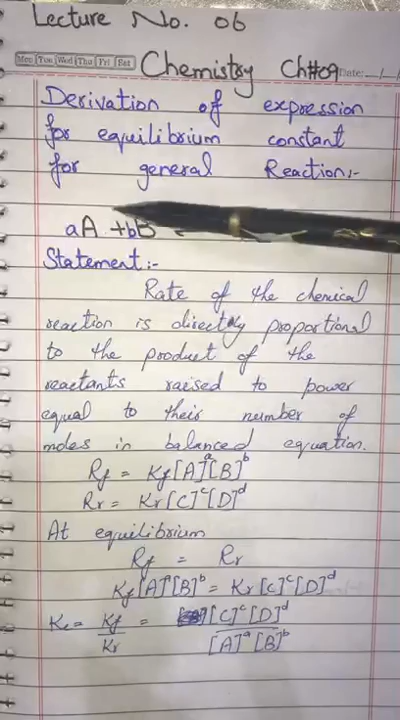 Lecture No. 06
Mon Tue Wed Thu Fri Sat
Chemistry Ch#09 Date:__/__/
Derivation of expression
for equilibrium constant
for general Reaction:-
aA + bB
Statement:-
Rate of the chemical
reaction is directly proportional
to the product of the
reactants raised to power
equal to their number of
moles in balanced equation.
Rf = Kf[A]ᵃ[B]ᵇ
Rr = Kr[C]ᶜ[D]ᵈ
At equilibrium
Rf = Rr
Kf[A]ᵃ[B]ᵇ = Kr[C]ᶜ[D]ᵈ
Kc = Kf/Kr = [C]ᶜ[D]ᵈ/[A]ᵃ[B]ᵇ